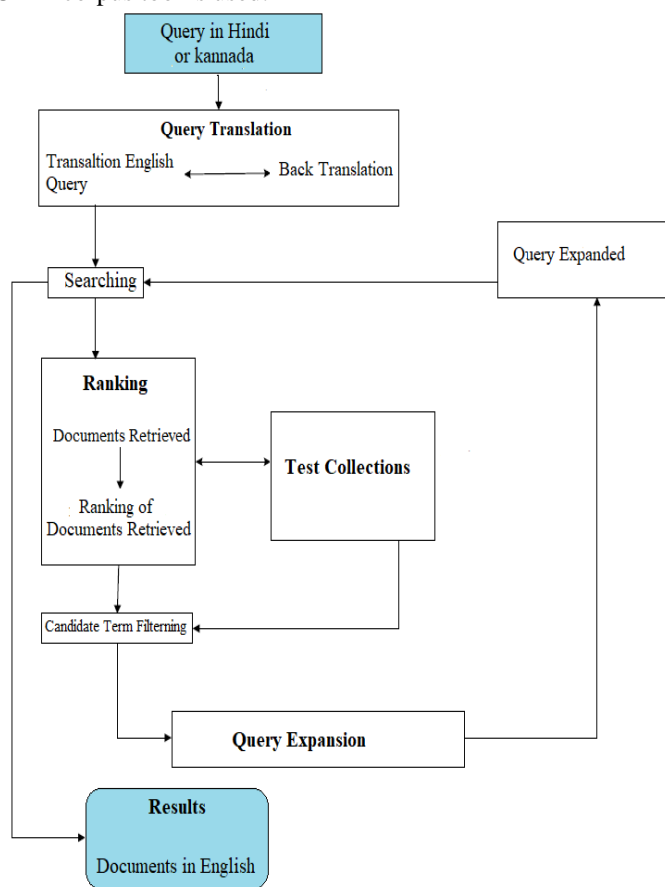 Query in Hindi
or kannada
Query Translation
Transaltion English
Query
Back Translation
Query Expanded
Searching
Ranking
Documents Retrieved
Ranking of
Documents Retrieved
Test Collections
Candidate Term Filterning
Query Expansion
Results
Documents in English